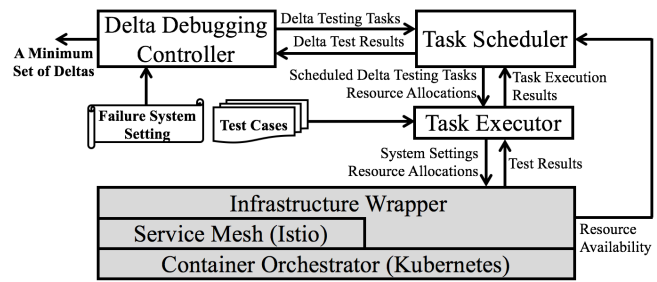 Delta Debugging
Controller
Delta Testing Tasks
Delta Test Results
Task Scheduler
A Minimum
Set of Deltas
Scheduled Delta Testing Tasks
Resource Allocations
Task Execution
Results
Failure System
Setting
Test Cases
Task Executor
System Settings
Resource Allocations
Test Results
Infrastructure Wrapper
Service Mesh (Istio)
Container Orchestrator (Kubernetes)
Resource
Availability